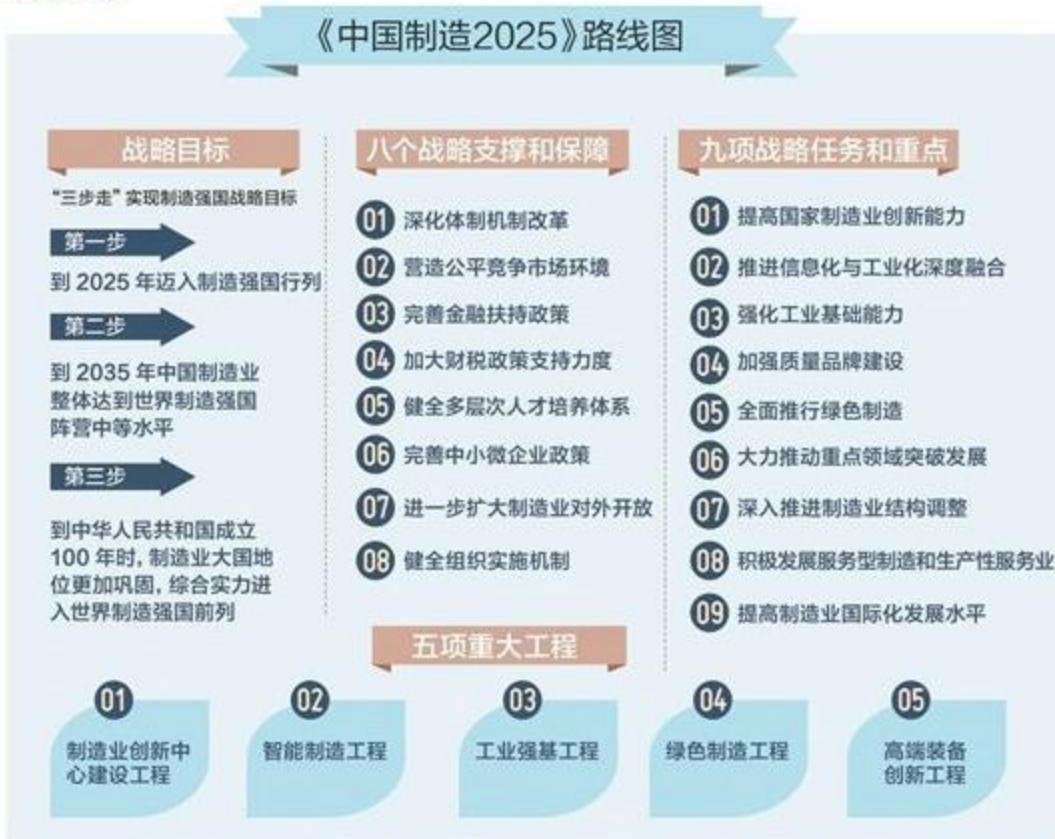 《中国制造2025》路线图
战略目标
“三步走”实现制造强国战略目标
第一步
到 2025 年迈入制造强国行列
第二步
到 2035 年中国制造业
整体达到世界制造强国
阵营中等水平
第三步
到中华人民共和国成立
100 年时, 制造业大国地
位更加巩固, 综合实力进
入世界制造强国前列
八个战略支撑和保障
01 深化体制机制改革
02 营造公平竞争市场环境
03 完善金融扶持政策
04 加大财税政策支持力度
05 健全多层次人才培养体系
06 完善中小微企业政策
07 进一步扩大制造业对外开放
08 健全组织实施机制
九项战略任务和重点
01 提高国家制造业创新能力
02 推进信息化与工业化深度融合
03 强化工业基础能力
04 加强质量品牌建设
05 全面推行绿色制造
06 大力推动重点领域突破发展
07 深入推进制造业结构调整
08 积极发展服务型制造和生产性服务业
09 提高制造业国际化发展水平
五项重大工程
01
制造业创新中
心建设工程
02
智能制造工程
03
工业强基工程
04
绿色制造工程
05
高端装备
创新工程